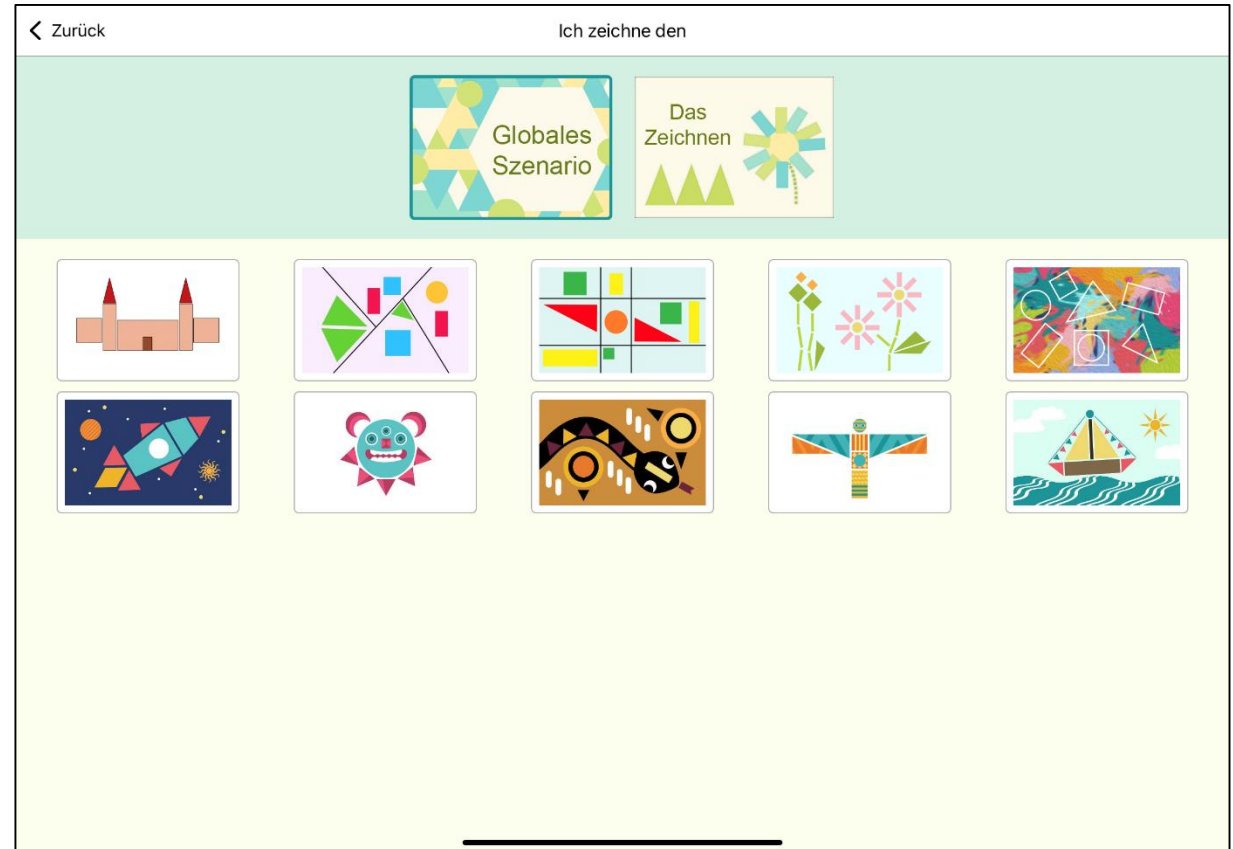 Zurück
Ich zeichne den
Globales
Szenario
Das
Zeichnen